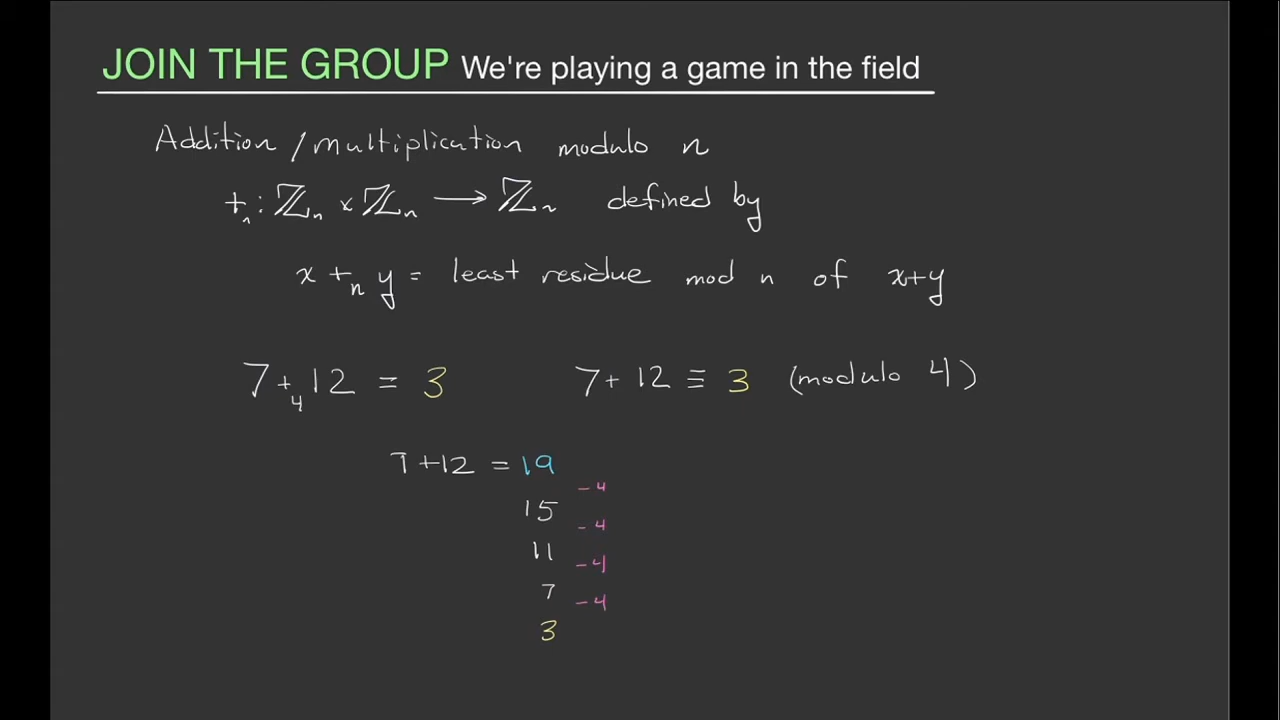 JOIN THE GROUP We're playing a game in the field
Addition / multiplication modulo n
+ₙ : ℤₙ × ℤₙ → ℤₙ defined by
x +ₙ y = least residue mod n of x+y
7 +₄ 12 = 3 7 + 12 ≡ 3 (modulo 4)
7 + 12 = 19
-4
15
-4
11
-4
7
-4
3